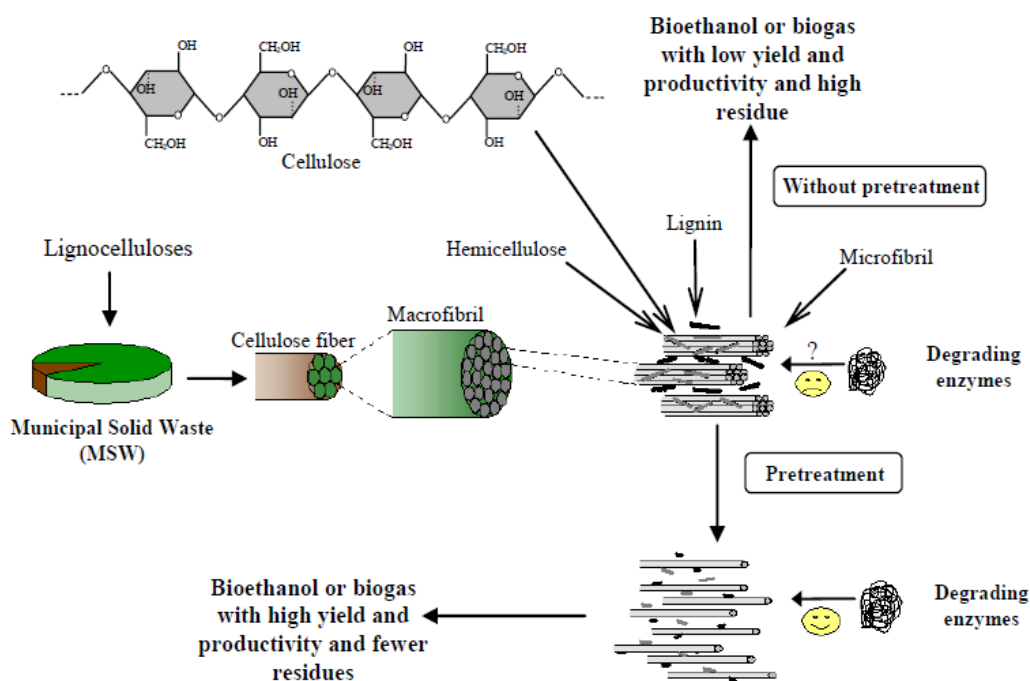 OH
OH
CH2OH
OH
OH
CH2OH
O
O
O
O
O
OH
OH
OH
OH
O
O
O
O
CH2OH
OH
CH2OH
OH
Cellulose
Bioethanol or biogas
with low yield and
productivity and high
residue
Without pretreatment
Lignin
Hemicellulose
Microfibril
Lignocelluloses
Macrofibril
Cellulose fiber
?
Degrading
enzymes
Municipal Solid Waste
(MSW)
Pretreatment
Bioethanol or biogas
with high yield and
productivity and fewer
residues
Degrading
enzymes